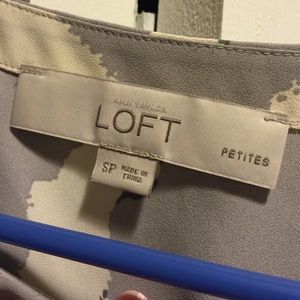 ANN TAYLOR
LOFT
PETITES
SP
MADE IN
CHINA